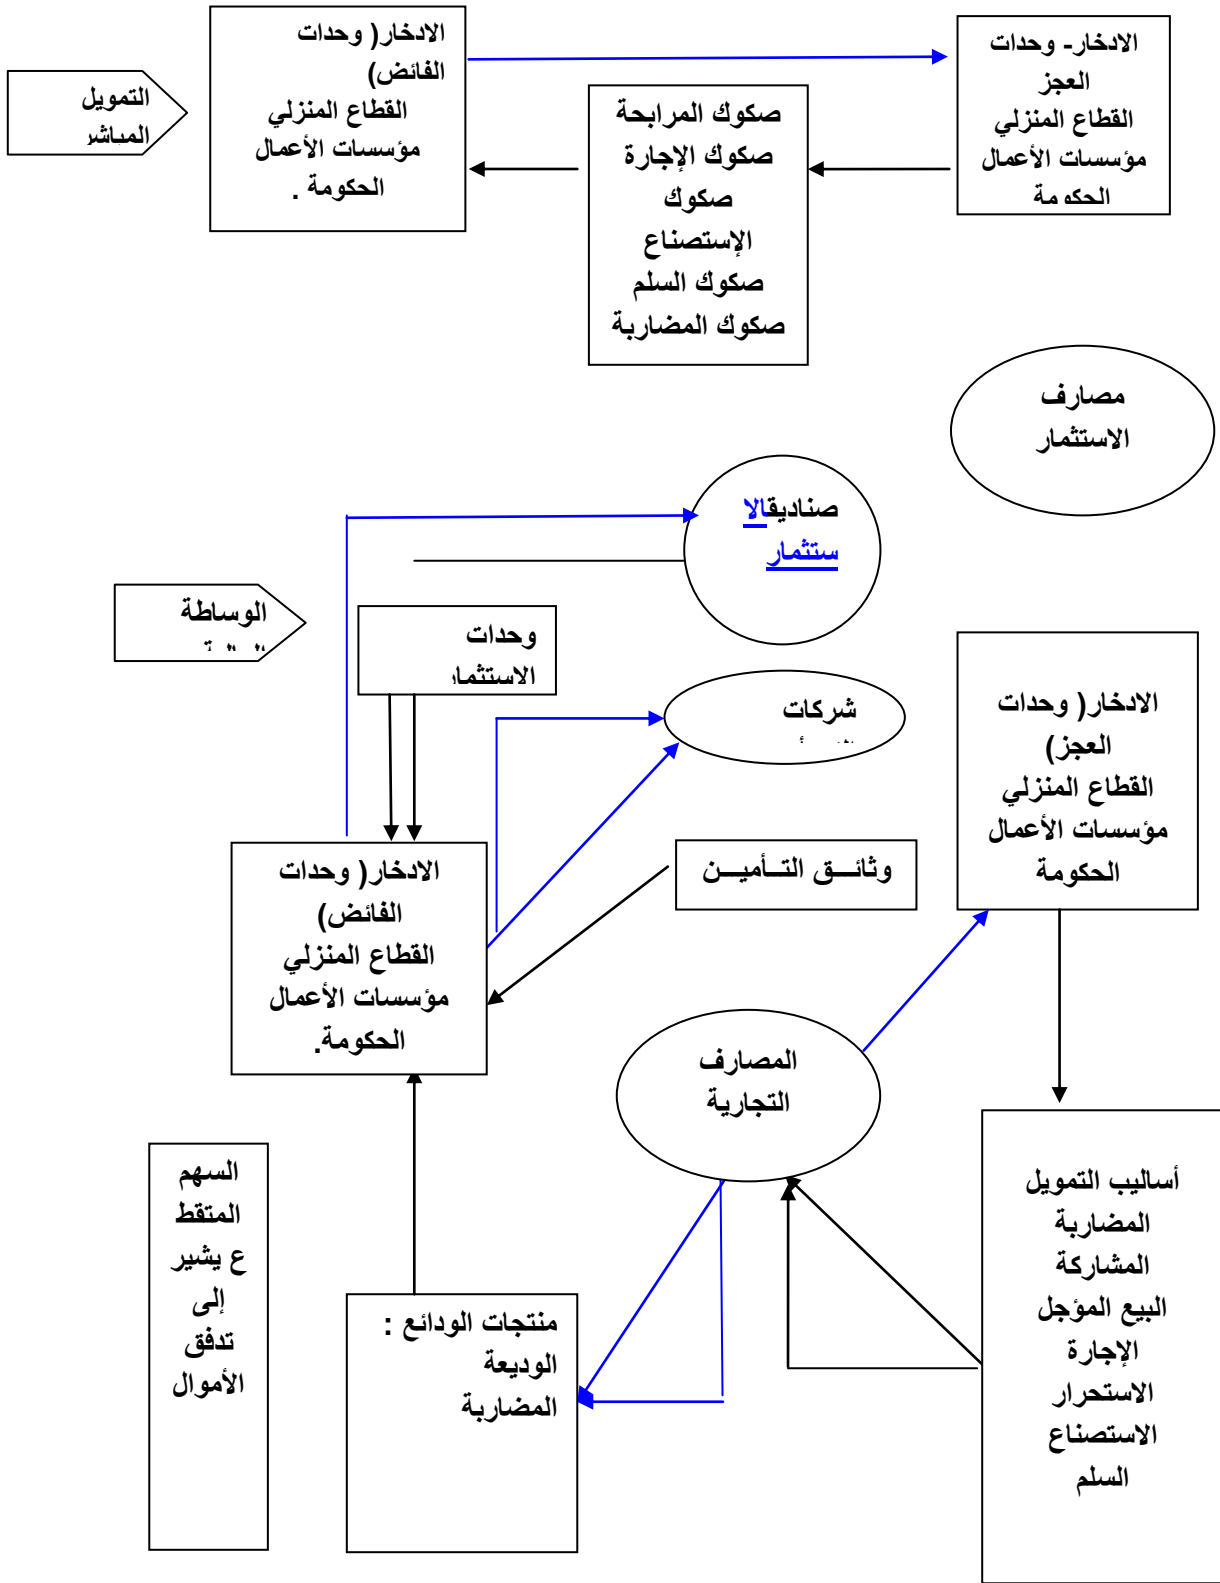 الادخار- وحدات
العجز
القطاع المنزلي
مؤسسات الأعمال
الحكومة
صكوك المرابحة
صكوك الإجارة
صكوك
الإستصناع
صكوك السلم
صكوك المضاربة
الادخار( وحدات
الفائض)
القطاع المنزلي
مؤسسات الأعمال
الحكومة .
التمويل
المباشر
مصارف
الاستثمار
صناديقالا
ستثمار
الوساطة
وحدات
الاستثمار
شركات
الادخار( وحدات
العجز)
القطاع المنزلي
مؤسسات الأعمال
الحكومة
وثائـــق التــأميـــن
الادخار( وحدات
الفائض)
القطاع المنزلي
مؤسسات الأعمال
الحكومة.
المصارف
التجارية
أساليب التمويل
المضاربة
المشاركة
البيع المؤجل
الإجارة
الاستحرار
الاستصناع
السلم
منتجات الودائع :
الوديعة
المضاربة
السهم
المتقط
ع يشير
إلى
تدفق
الأموال